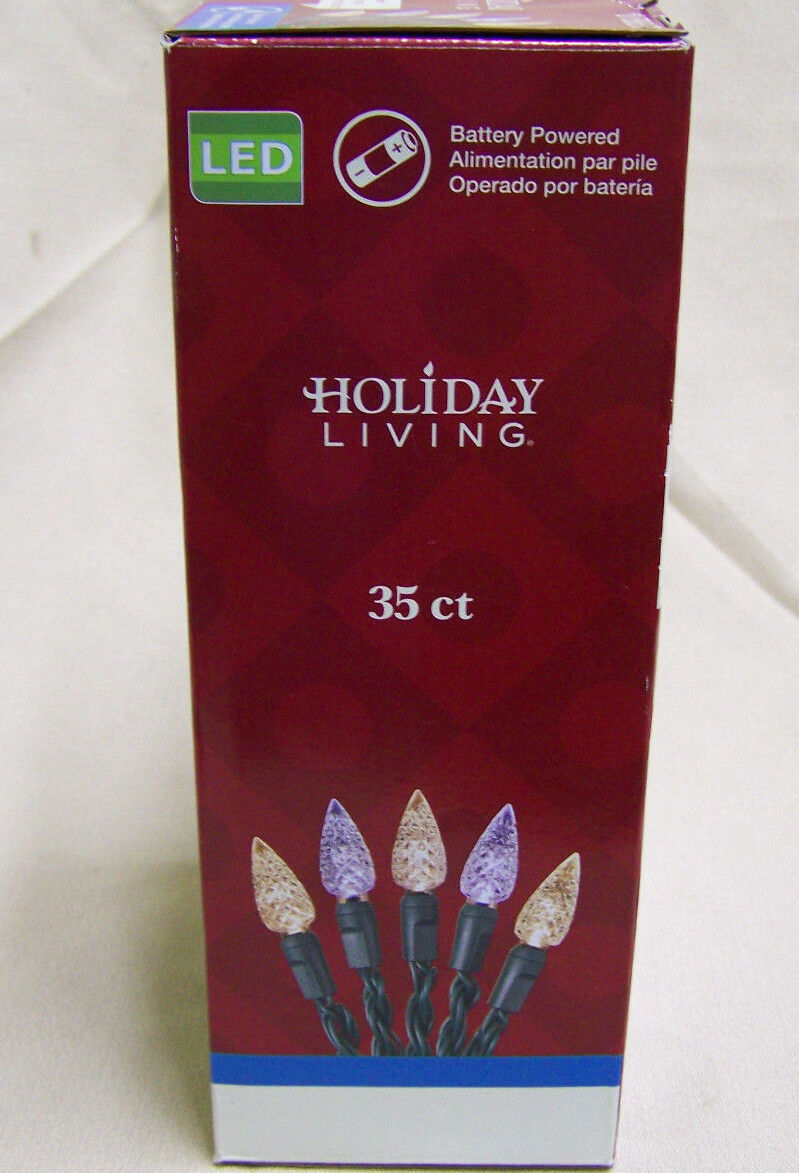 LED
Battery Powered
Alimentation par pile
Operado por batería
HOLiDAY
LIVING®
35 ct